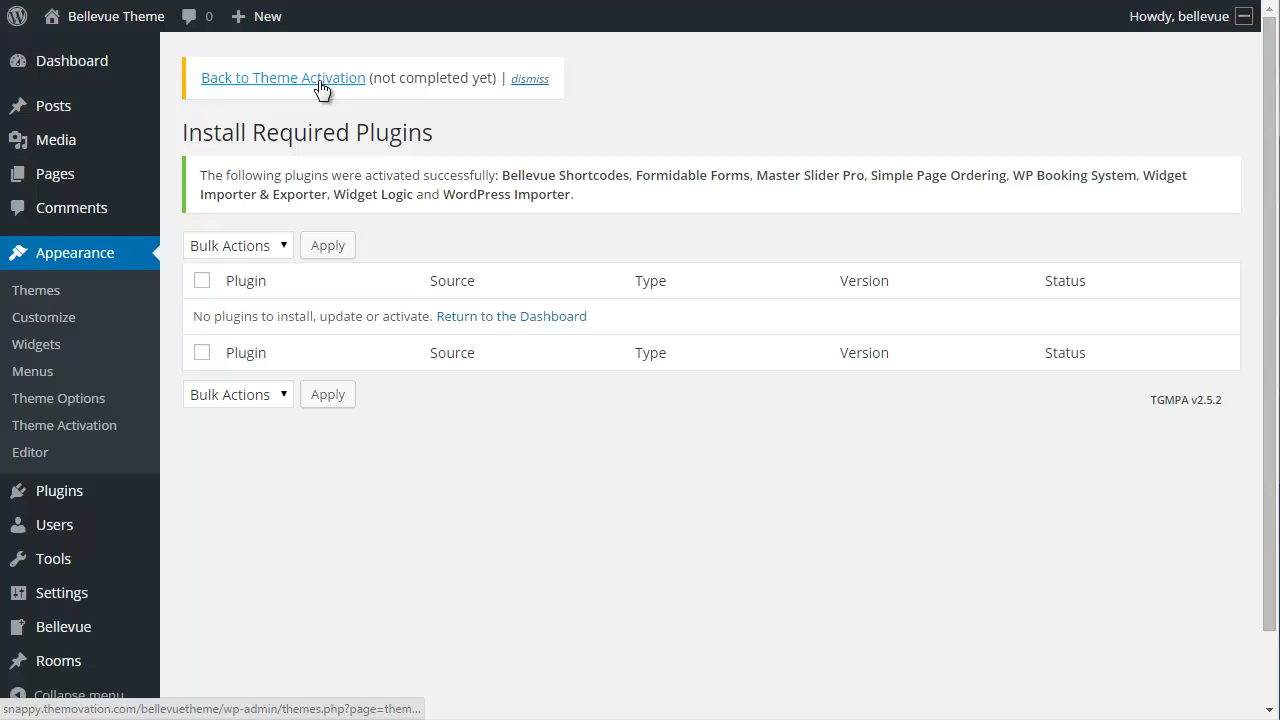 Bellevue Theme 0 New Howdy, bellevue
Dashboard
Posts
Media
Pages
Comments
Appearance
Themes
Customize
Widgets
Menus
Theme Options
Theme Activation
Editor
Plugins
Users
Tools
Settings
Bellevue
Rooms
Collapse menu
Back to Theme Activation (not completed yet) | dismiss
Install Required Plugins
The following plugins were activated successfully: Bellevue Shortcodes, Formidable Forms, Master Slider Pro, Simple Page Ordering, WP Booking System, Widget
Importer & Exporter, Widget Logic and WordPress Importer.
Bulk Actions Apply
Plugin Source Type Version Status
No plugins to install, update or activate. Return to the Dashboard
Plugin Source Type Version Status
Bulk Actions Apply
TGMPA v2.5.2
snappy.themovation.com/bellevuetheme/wp-admin/themes.php?page=them...